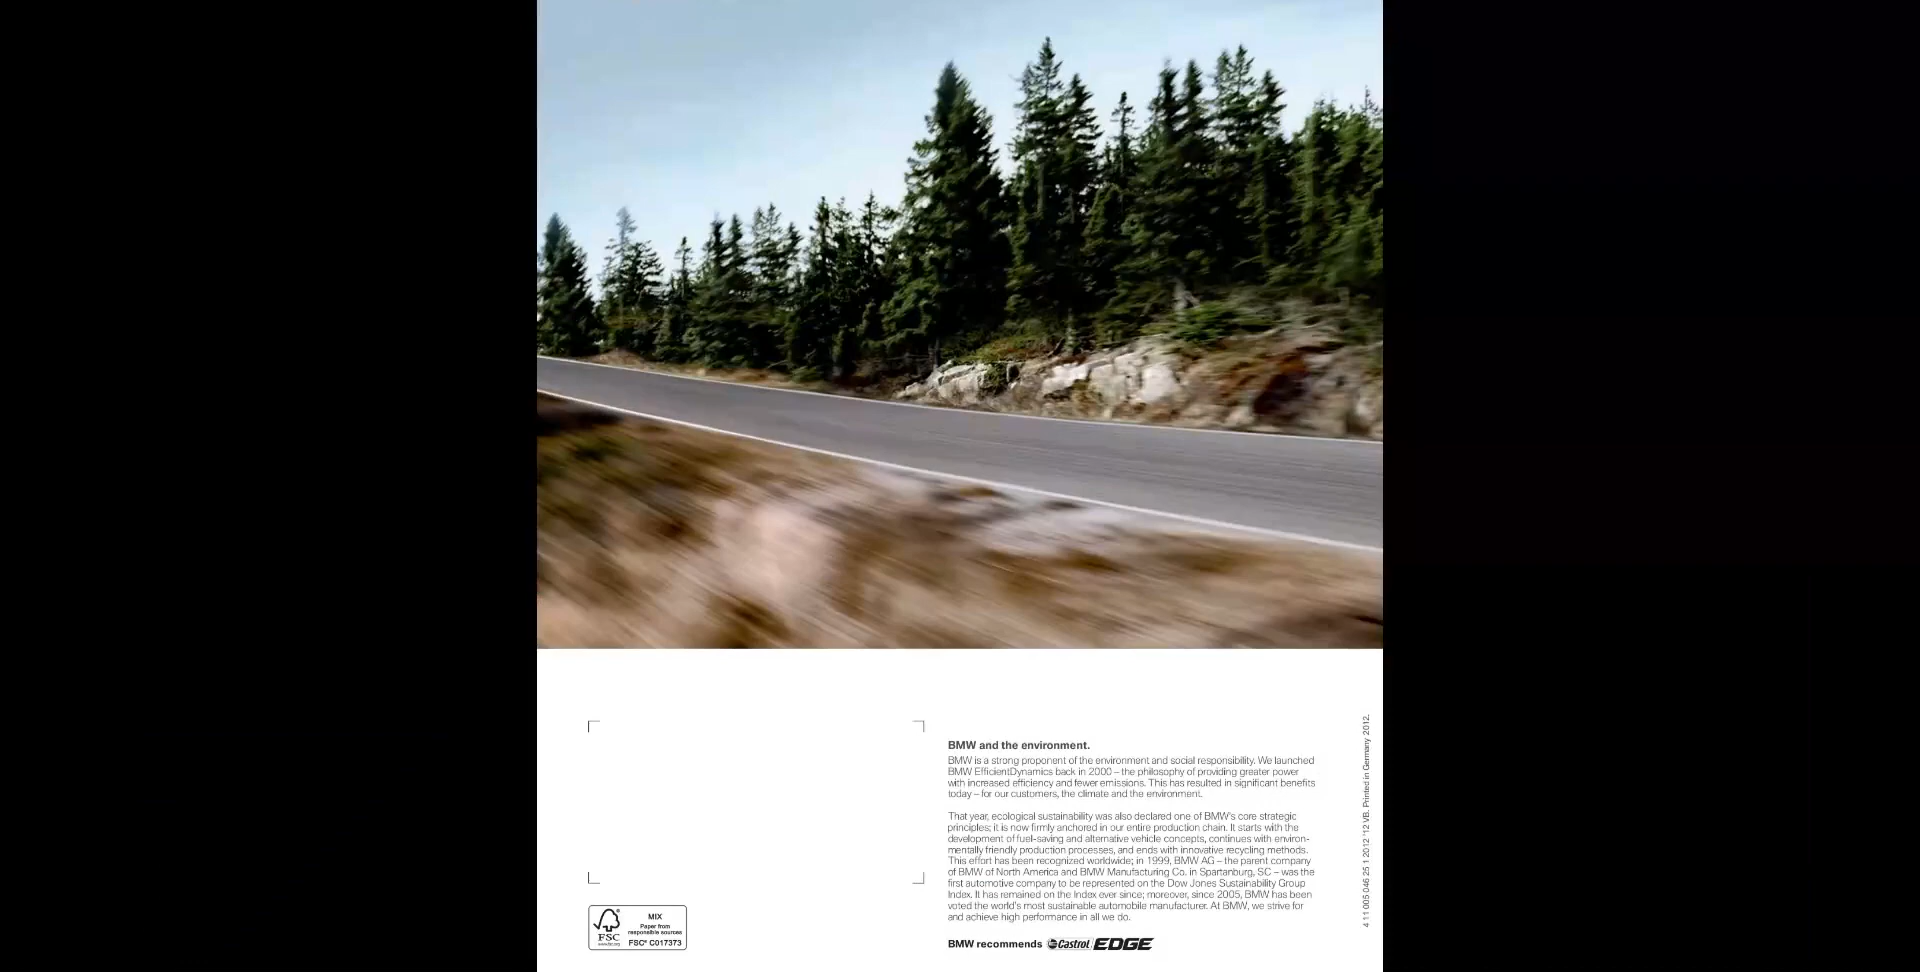 BMW and the environment.
BMW is a strong proponent of the environment and social responsibility. We launched
BMW EfficientDynamics back in 2000 – the philosophy of providing greater power
with increased efficiency and fewer emissions. This has resulted in significant benefits
today – for our customers, the climate and the environment.
That year, ecological sustainability was also declared one of BMW's core strategic
principles; it is now firmly anchored in our entire production chain. It starts with the
development of fuel-saving and alternative vehicle concepts, continues with environ-
mentally friendly production processes, and ends with innovative recycling methods.
This effort has been recognized worldwide; in 1999, BMW AG – the parent company
of BMW of North America and BMW Manufacturing Co. in Spartanburg, SC – was the
first automotive company to be represented on the Dow Jones Sustainability Group
Index. It has remained on the Index ever since; moreover, since 2005, BMW has been
voted the world's most sustainable automobile manufacturer. At BMW, we strive for
and achieve high performance in all we do.
BMW recommends Castrol EDGE
FSC
www.fsc.org
MIX
Paper from
responsible sources
FSC® C017373
4 11 005 046 25 1 2012 '12 VB. Printed in Germany 2012.